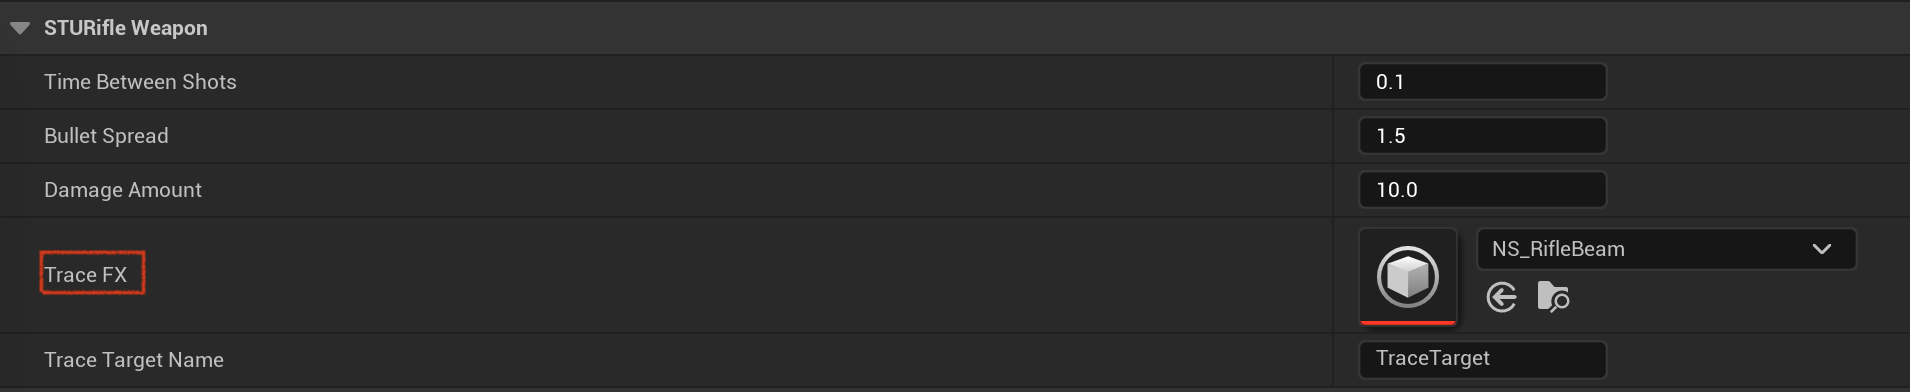 STURifle Weapon
Time Between Shots
0.1
Bullet Spread
1.5
Damage Amount
10.0
Trace FX
NS_RifleBeam
Trace Target Name
TraceTarget